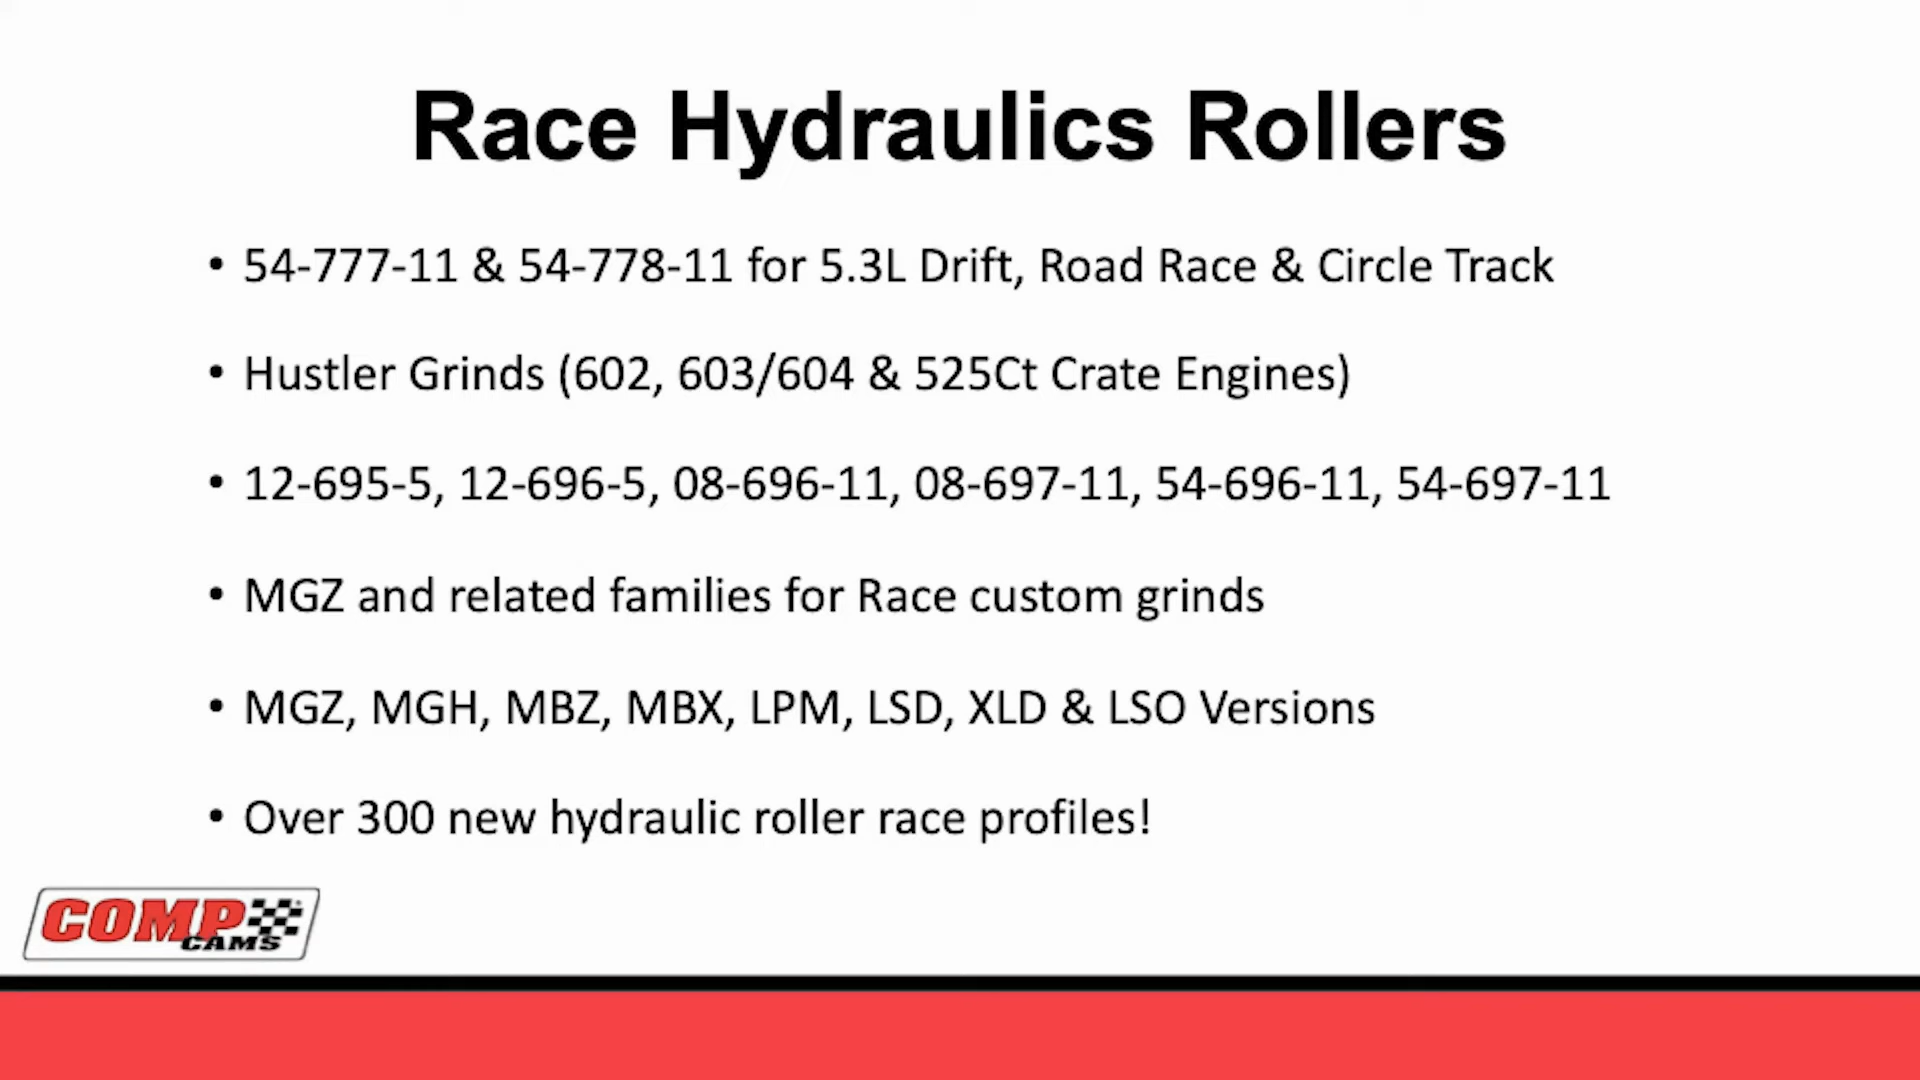 Race Hydraulics Rollers
• 54-777-11 & 54-778-11 for 5.3L Drift, Road Race & Circle Track
• Hustler Grinds (602, 603/604 & 525Ct Crate Engines)
• 12-695-5, 12-696-5, 08-696-11, 08-697-11, 54-696-11, 54-697-11
• MGZ and related families for Race custom grinds
• MGZ, MGH, MBZ, MBX, LPM, LSD, XLD & LSO Versions
• Over 300 new hydraulic roller race profiles!
COMP
CAMS